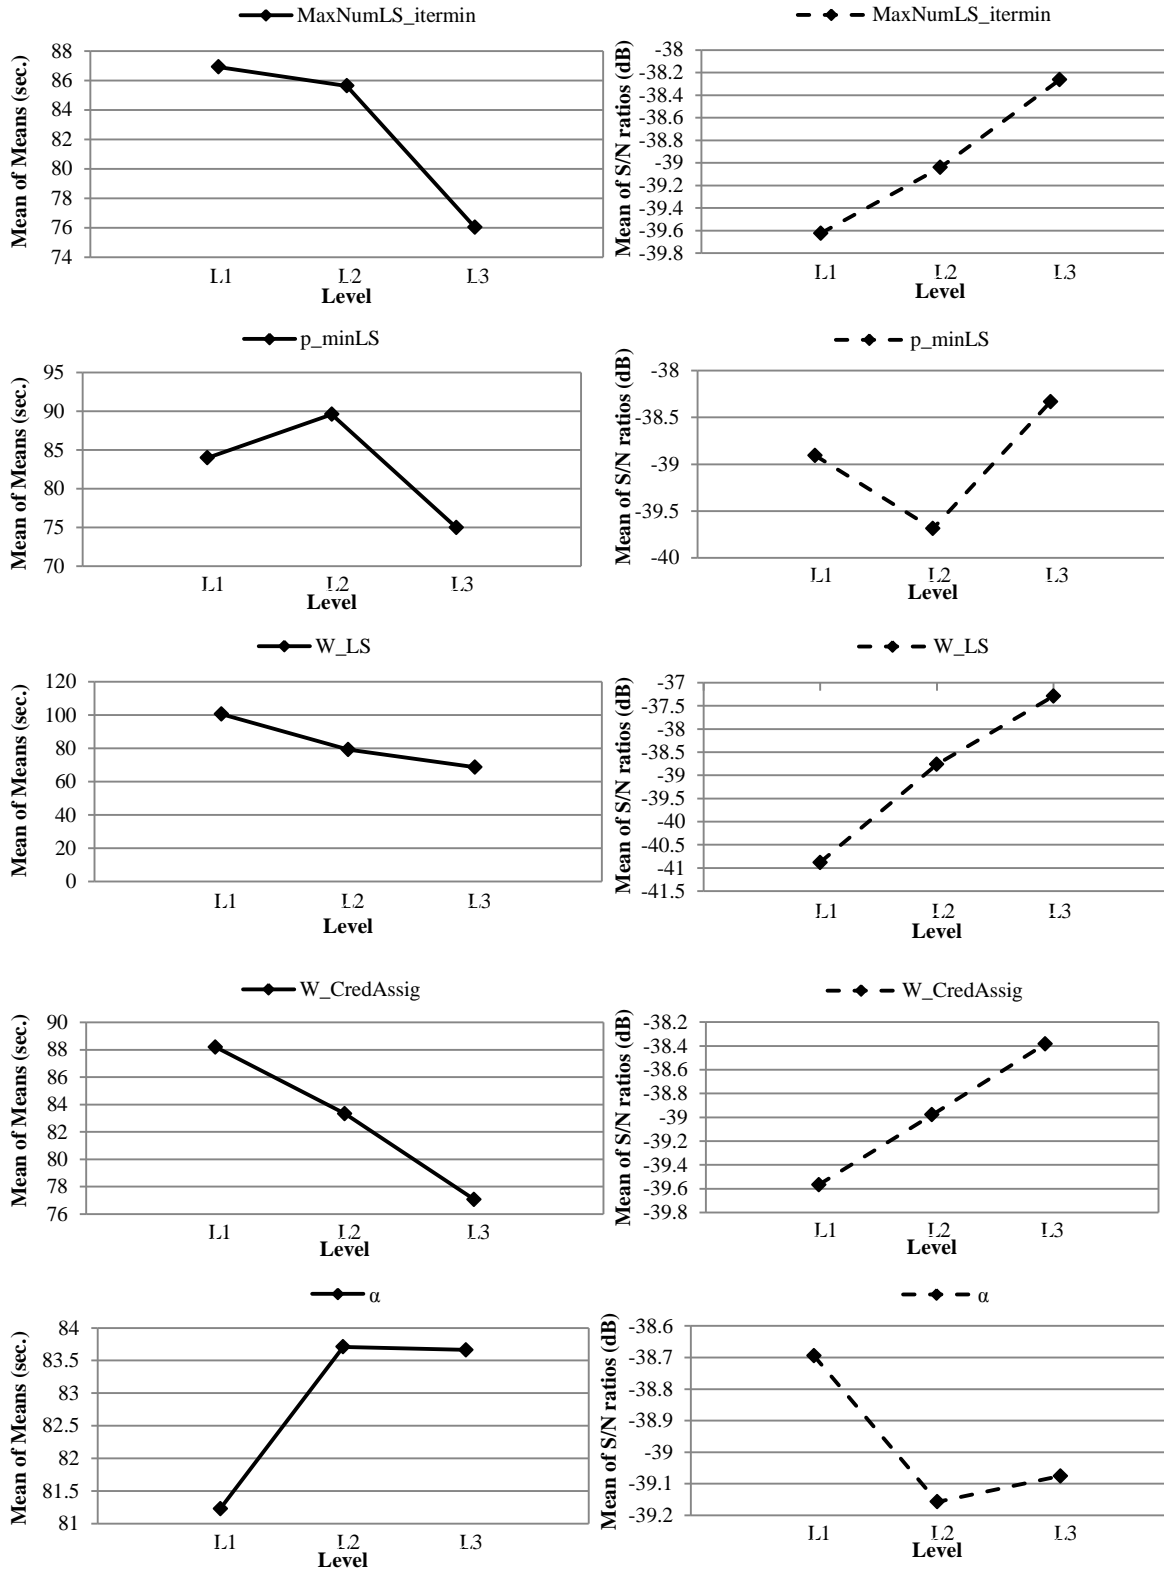 MaxNumLS_itermin
Mean of Means (sec.)
88
86
84
82
80
78
76
74
L1 L2 L3
Level
MaxNumLS_itermin
Mean of S/N ratios (dB)
-38
-38.2
-38.4
-38.6
-38.8
-39
-39.2
-39.4
-39.6
-39.8
L1 L2 L3
Level
p_minLS
Mean of Means (sec.)
95
90
85
80
75
70
L1 L2 L3
Level
p_minLS
Mean of S/N ratios (dB)
-38
-38.5
-39
-39.5
-40
L1 L2 L3
Level
W_LS
Mean of Means (sec.)
120
100
80
60
40
20
0
L1 L2 L3
Level
W_LS
Mean of S/N ratios (dB)
-37
-37.5
-38
-38.5
-39
-39.5
-40
-40.5
-41
-41.5
L1 L2 L3
Level
W_CredAssig
Mean of Means (sec.)
90
88
86
84
82
80
78
76
L1 L2 L3
Level
W_CredAssig
Mean of S/N ratios (dB)
-38.2
-38.4
-38.6
-38.8
-39
-39.2
-39.4
-39.6
-39.8
L1 L2 L3
Level
α
Mean of Means (sec.)
84
83.5
83
82.5
82
81.5
81
L1 L2 L3
Level
α
Mean of S/N ratios (dB)
-38.6
-38.7
-38.8
-38.9
-39
-39.1
-39.2
L1 L2 L3
Level